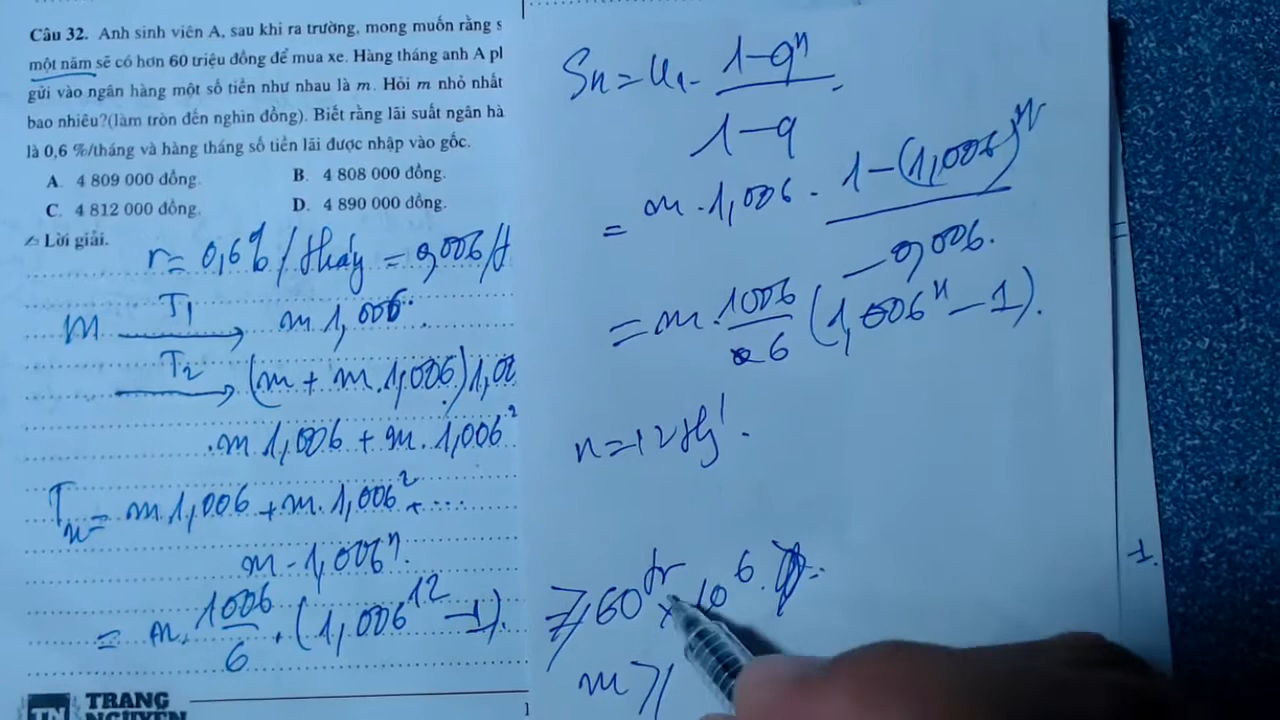 Câu 32. Anh sinh viên A, sau khi ra trường, mong muốn rằng s
một năm sẽ có hơn 60 triệu đồng để mua xe. Hàng tháng anh A ph
gửi vào ngân hàng một số tiền như nhau là m. Hỏi m nhỏ nhất
bao nhiêu?(làm tròn đến nghìn đồng). Biết rằng lãi suất ngân hà
là 0,6 %/tháng và hàng tháng số tiền lãi được nhập vào gốc.
A. 4 809 000 đồng. B. 4 808 000 đồng.
C. 4 812 000 đồng. D. 4 890 000 đồng.
Lời giải.
r = 0,6% / tháng = 0,006/t
m T1 m 1,006.
T2 (m + m.1,006)1,00
m 1,006 + m. 1,006²
Tn = m 1,006 + m. 1,006² + ...
m - 1,006ⁿ.
= m. 1006/6 . (1,006¹² - 1).
TRANG
NGUYEN
Sn = u1. (1-qⁿ)/(1-q)
= m.1,006 . (1-(1,006)ⁿ)/(-0,006).
= m. 1006/6 (1,006ⁿ - 1).
n = 12 thg.
≥ 60tr × 10⁶
m ≥